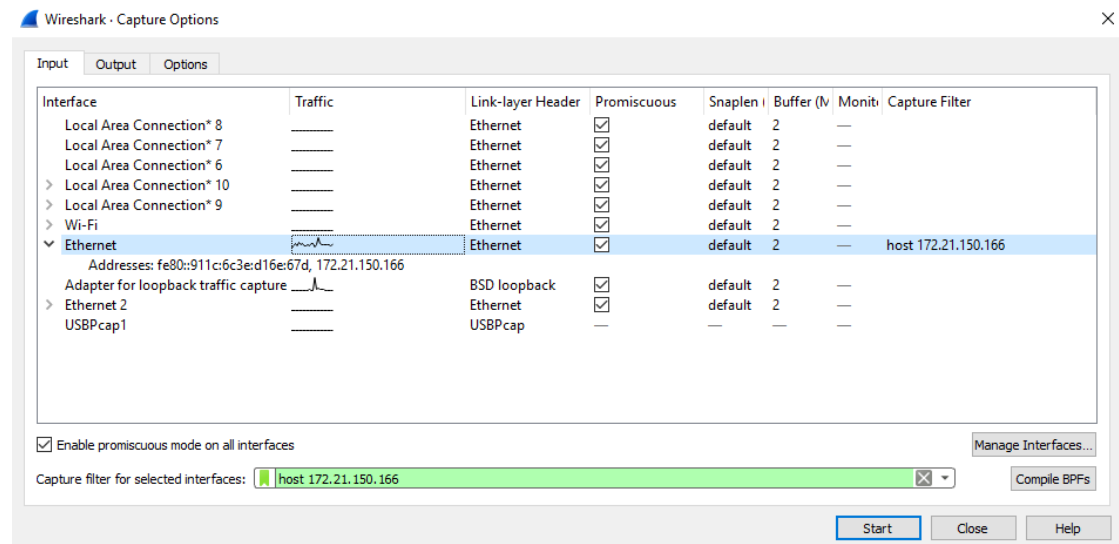 Wireshark · Capture Options
Input Output Options
Interface Traffic Link-layer Header Promiscuous Snaplen ( Buffer (M Monit Capture Filter
Local Area Connection* 8 Ethernet default 2 —
Local Area Connection* 7 Ethernet default 2 —
Local Area Connection* 6 Ethernet default 2 —
Local Area Connection* 10 Ethernet default 2 —
Local Area Connection* 9 Ethernet default 2 —
Wi-Fi Ethernet default 2 —
Ethernet Ethernet default 2 — host 172.21.150.166
Addresses: fe80::911c:6c3e:d16e:67d, 172.21.150.166
Adapter for loopback traffic capture BSD loopback default 2 —
Ethernet 2 Ethernet default 2 —
USBPcap1 USBPcap — — — —
Enable promiscuous mode on all interfaces
Manage Interfaces...
Capture filter for selected interfaces: host 172.21.150.166 Compile BPFs
Start Close Help